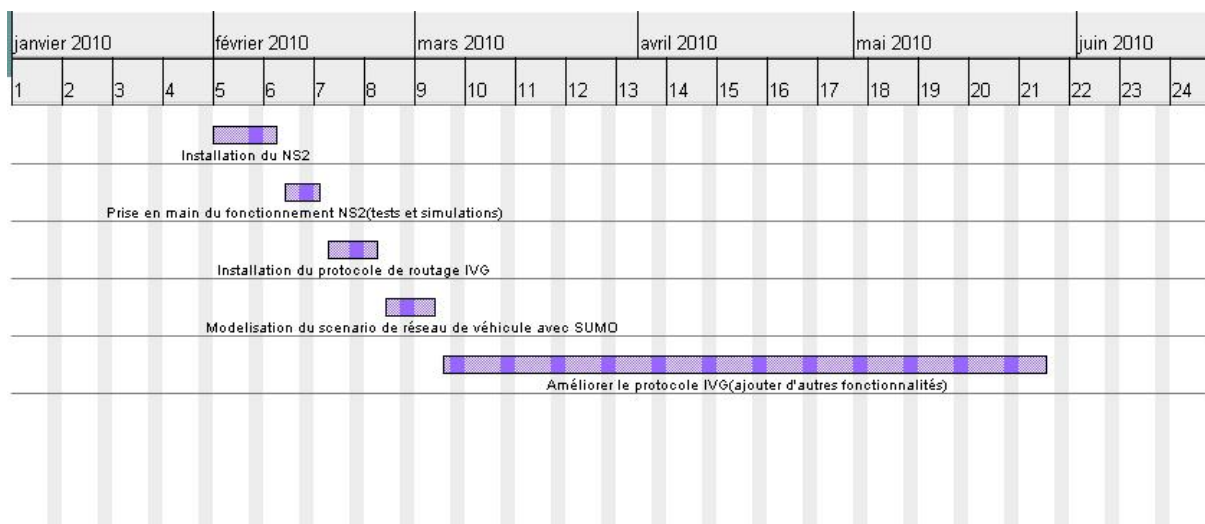 janvier 2010 février 2010 mars 2010 avril 2010 mai 2010 juin 2010
1 2 3 4 5 6 7 8 9 10 11 12 13 14 15 16 17 18 19 20 21 22 23 24
Installation du NS2
Prise en main du fonctionnement NS2(tests et simulations)
Installation du protocole de routage IVG
Modelisation du scenario de réseau de véhicule avec SUMO
Améliorer le protocole IVG(ajouter d'autres fonctionnalités)